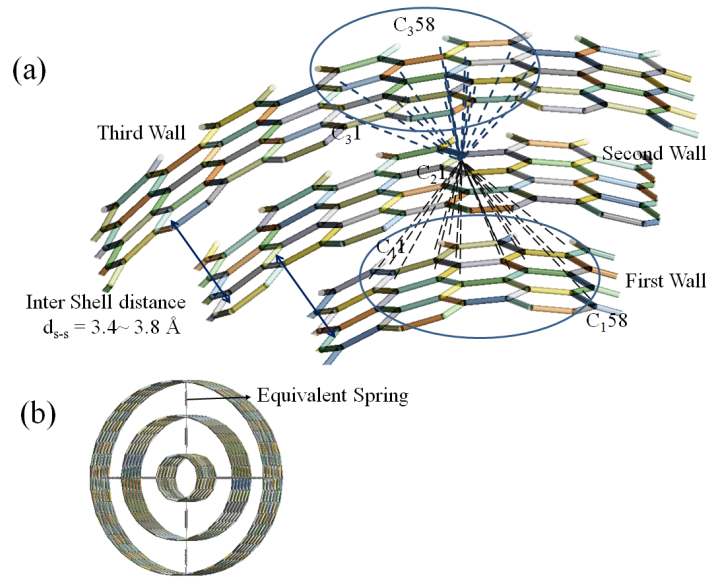 C₃58
(a)
Third Wall
C₃1
Second Wall
C₂1
C₁1
First Wall
Inter Shell distance
dₛ₋ₛ = 3.4~ 3.8 Å
C₁58
(b)
Equivalent Spring